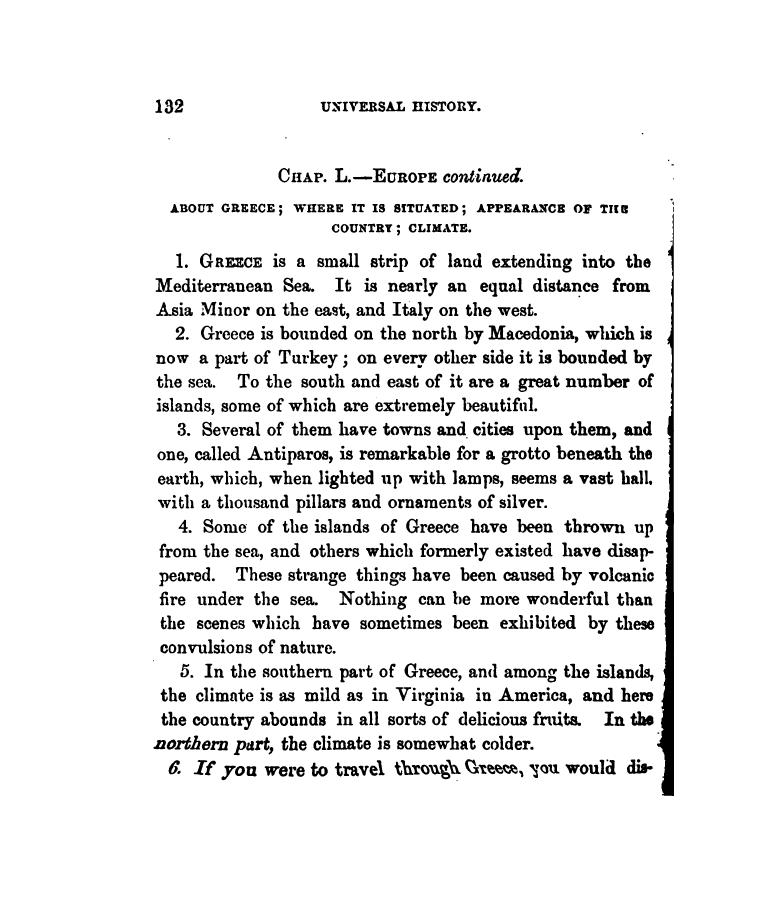 132 UNIVERSAL HISTORY.
CHAP. L.—EUROPE continued.
ABOUT GREECE; WHERE IT IS SITUATED; APPEARANCE OF THE
COUNTRY; CLIMATE.
1. GREECE is a small strip of land extending into the
Mediterranean Sea. It is nearly an equal distance from
Asia Minor on the east, and Italy on the west.
2. Greece is bounded on the north by Macedonia, which is
now a part of Turkey; on every other side it is bounded by
the sea. To the south and east of it are a great number of
islands, some of which are extremely beautiful.
3. Several of them have towns and cities upon them, and
one, called Antiparos, is remarkable for a grotto beneath the
earth, which, when lighted up with lamps, seems a vast hall.
with a thousand pillars and ornaments of silver.
4. Some of the islands of Greece have been thrown up
from the sea, and others which formerly existed have disap-
peared. These strange things have been caused by volcanic
fire under the sea. Nothing can be more wonderful than
the scenes which have sometimes been exhibited by these
convulsions of nature.
5. In the southern part of Greece, and among the islands,
the climate is as mild as in Virginia in America, and here
the country abounds in all sorts of delicious fruits. In the
northern part, the climate is somewhat colder.
6. If you were to travel through Greece, you would dis-